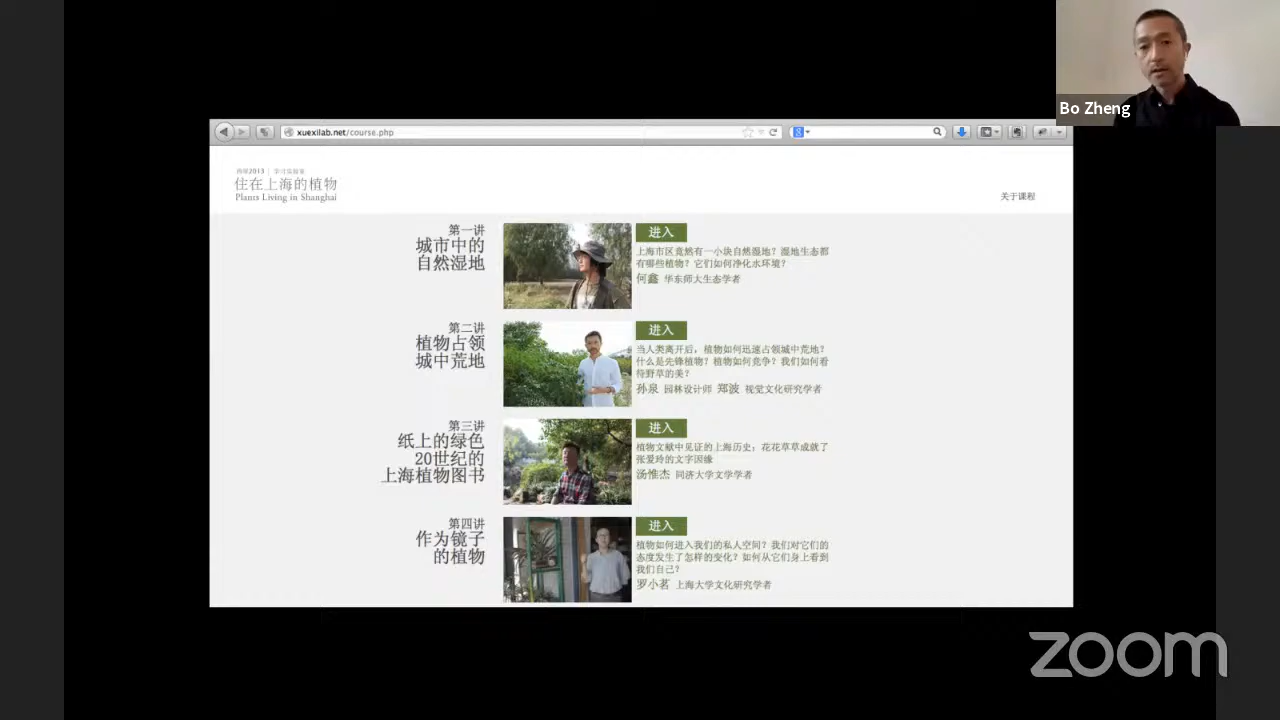 Bo Zheng
xuexilab.net/course.php
西岸2013 | 学习实验室
住在上海的植物
Plants Living in Shanghai
关于课程
第一讲
城市中的
自然湿地
进入
上海市区竟然有一小块自然湿地？湿地生态都
有哪些植物？它们如何净化水环境？
何鑫 华东师大生态学者
第二讲
植物占领
城中荒地
进入
当人类离开后，植物如何迅速占领城中荒地？
什么是先锋植物？植物如何竞争？我们如何看
待野草的美？
孙泉 园林设计师 郑波 视觉文化研究学者
第三讲
纸上的绿色
20世纪的
上海植物图书
进入
植物文献中见证的上海历史；花花草草成就了
张爱玲的文字因缘
汤惟杰 同济大学文学学者
第四讲
作为镜子
的植物
进入
植物如何进入我们的私人空间？我们对它们的
态度发生了怎样的变化？如何从它们身上看到
我们自己？
罗小茗 上海大学文化研究学者
zoom